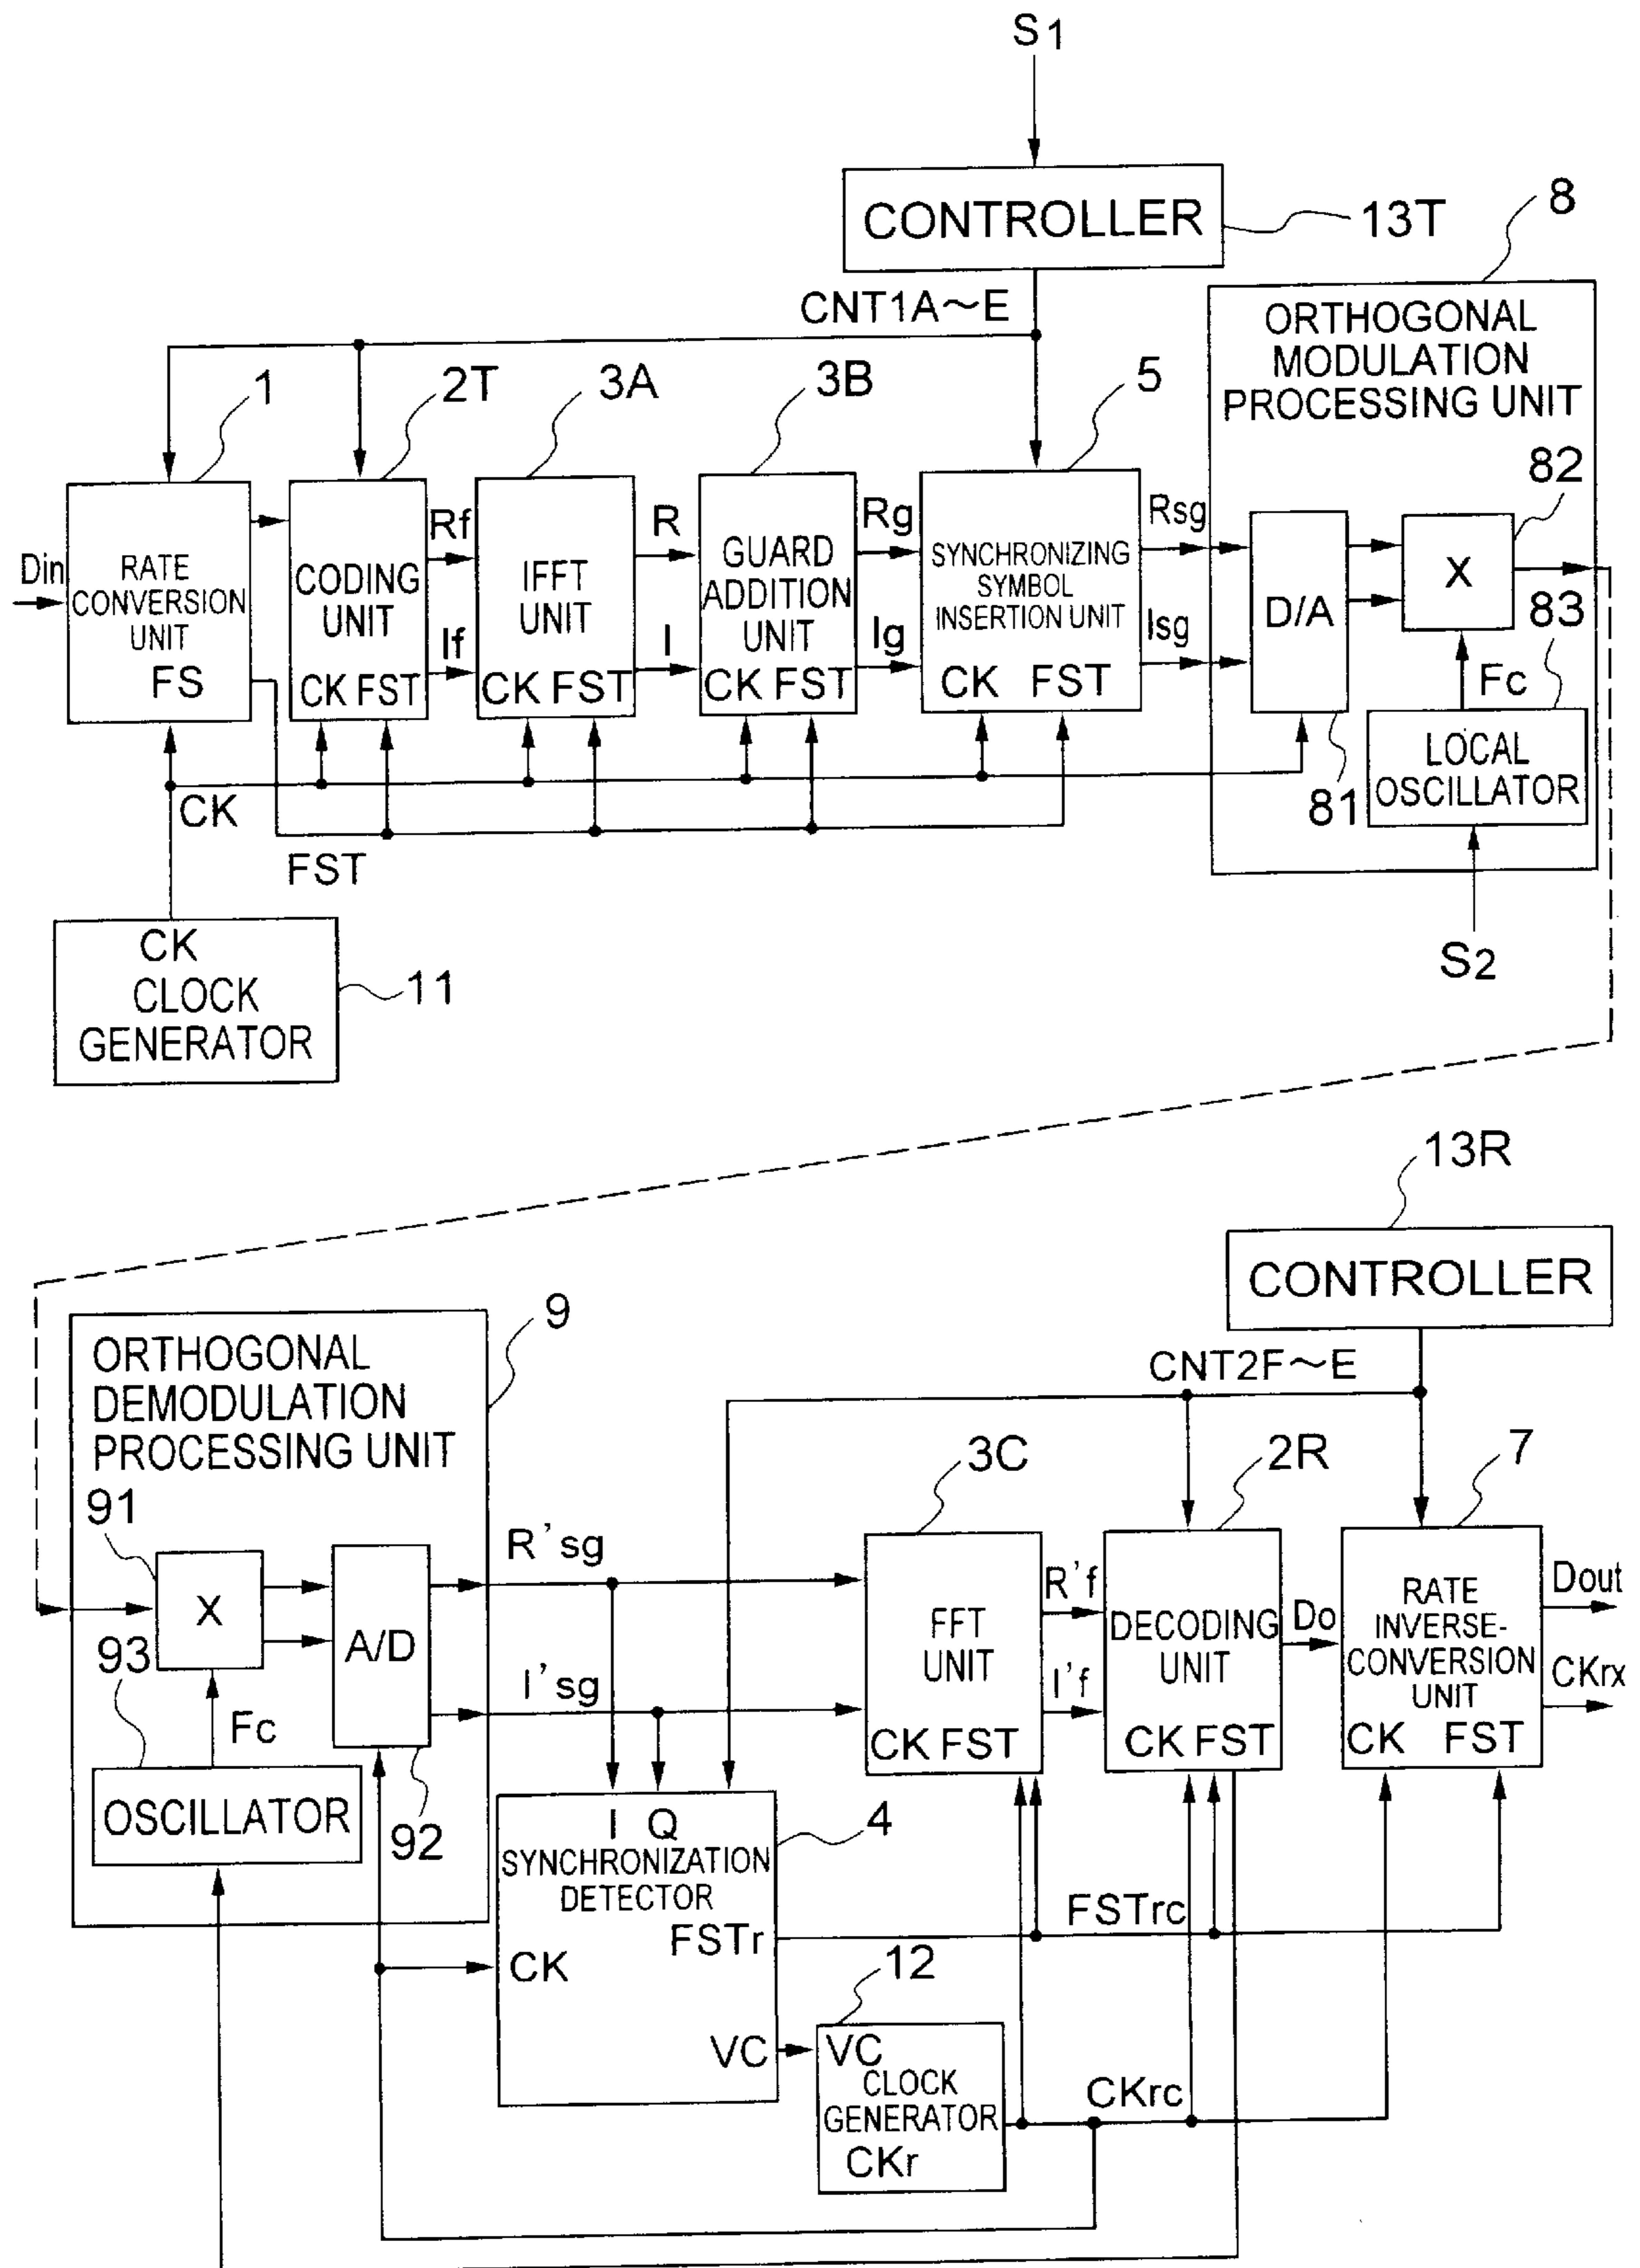 S1
CONTROLLER
13T
8
CNT1A～E
ORTHOGONAL
MODULATION
PROCESSING UNIT
1
2T
3A
3B
5
82
Din
RATE
CONVERSION
UNIT
FS
Rf
If
CODING
UNIT
CK FST
R
I
IFFT
UNIT
CK FST
Rg
Ig
GUARD
ADDITION
UNIT
CK FST
SYNCHRONIZING
SYMBOL
INSERTION UNIT
CK FST
Rsg
Isg
D/A
X
83
Fc
LOCAL
OSCILLATOR
81
CK
FST
S2
CK
CLOCK
GENERATOR
11
13R
CONTROLLER
9
ORTHOGONAL
DEMODULATION
PROCESSING UNIT
CNT2F～E
3C
2R
7
91
X
93
A/D
Fc
OSCILLATOR
92
R'sg
I'sg
FFT
UNIT
CK FST
R'f
I'f
DECODING
UNIT
CK FST
Do
RATE
INVERSE-
CONVERSION
UNIT
CK FST
Dout
CKrx
I Q
SYNCHRONIZATION
DETECTOR
4
FSTr
CK
VC
FSTrc
12
VC
CLOCK
GENERATOR
CKr
CKrc